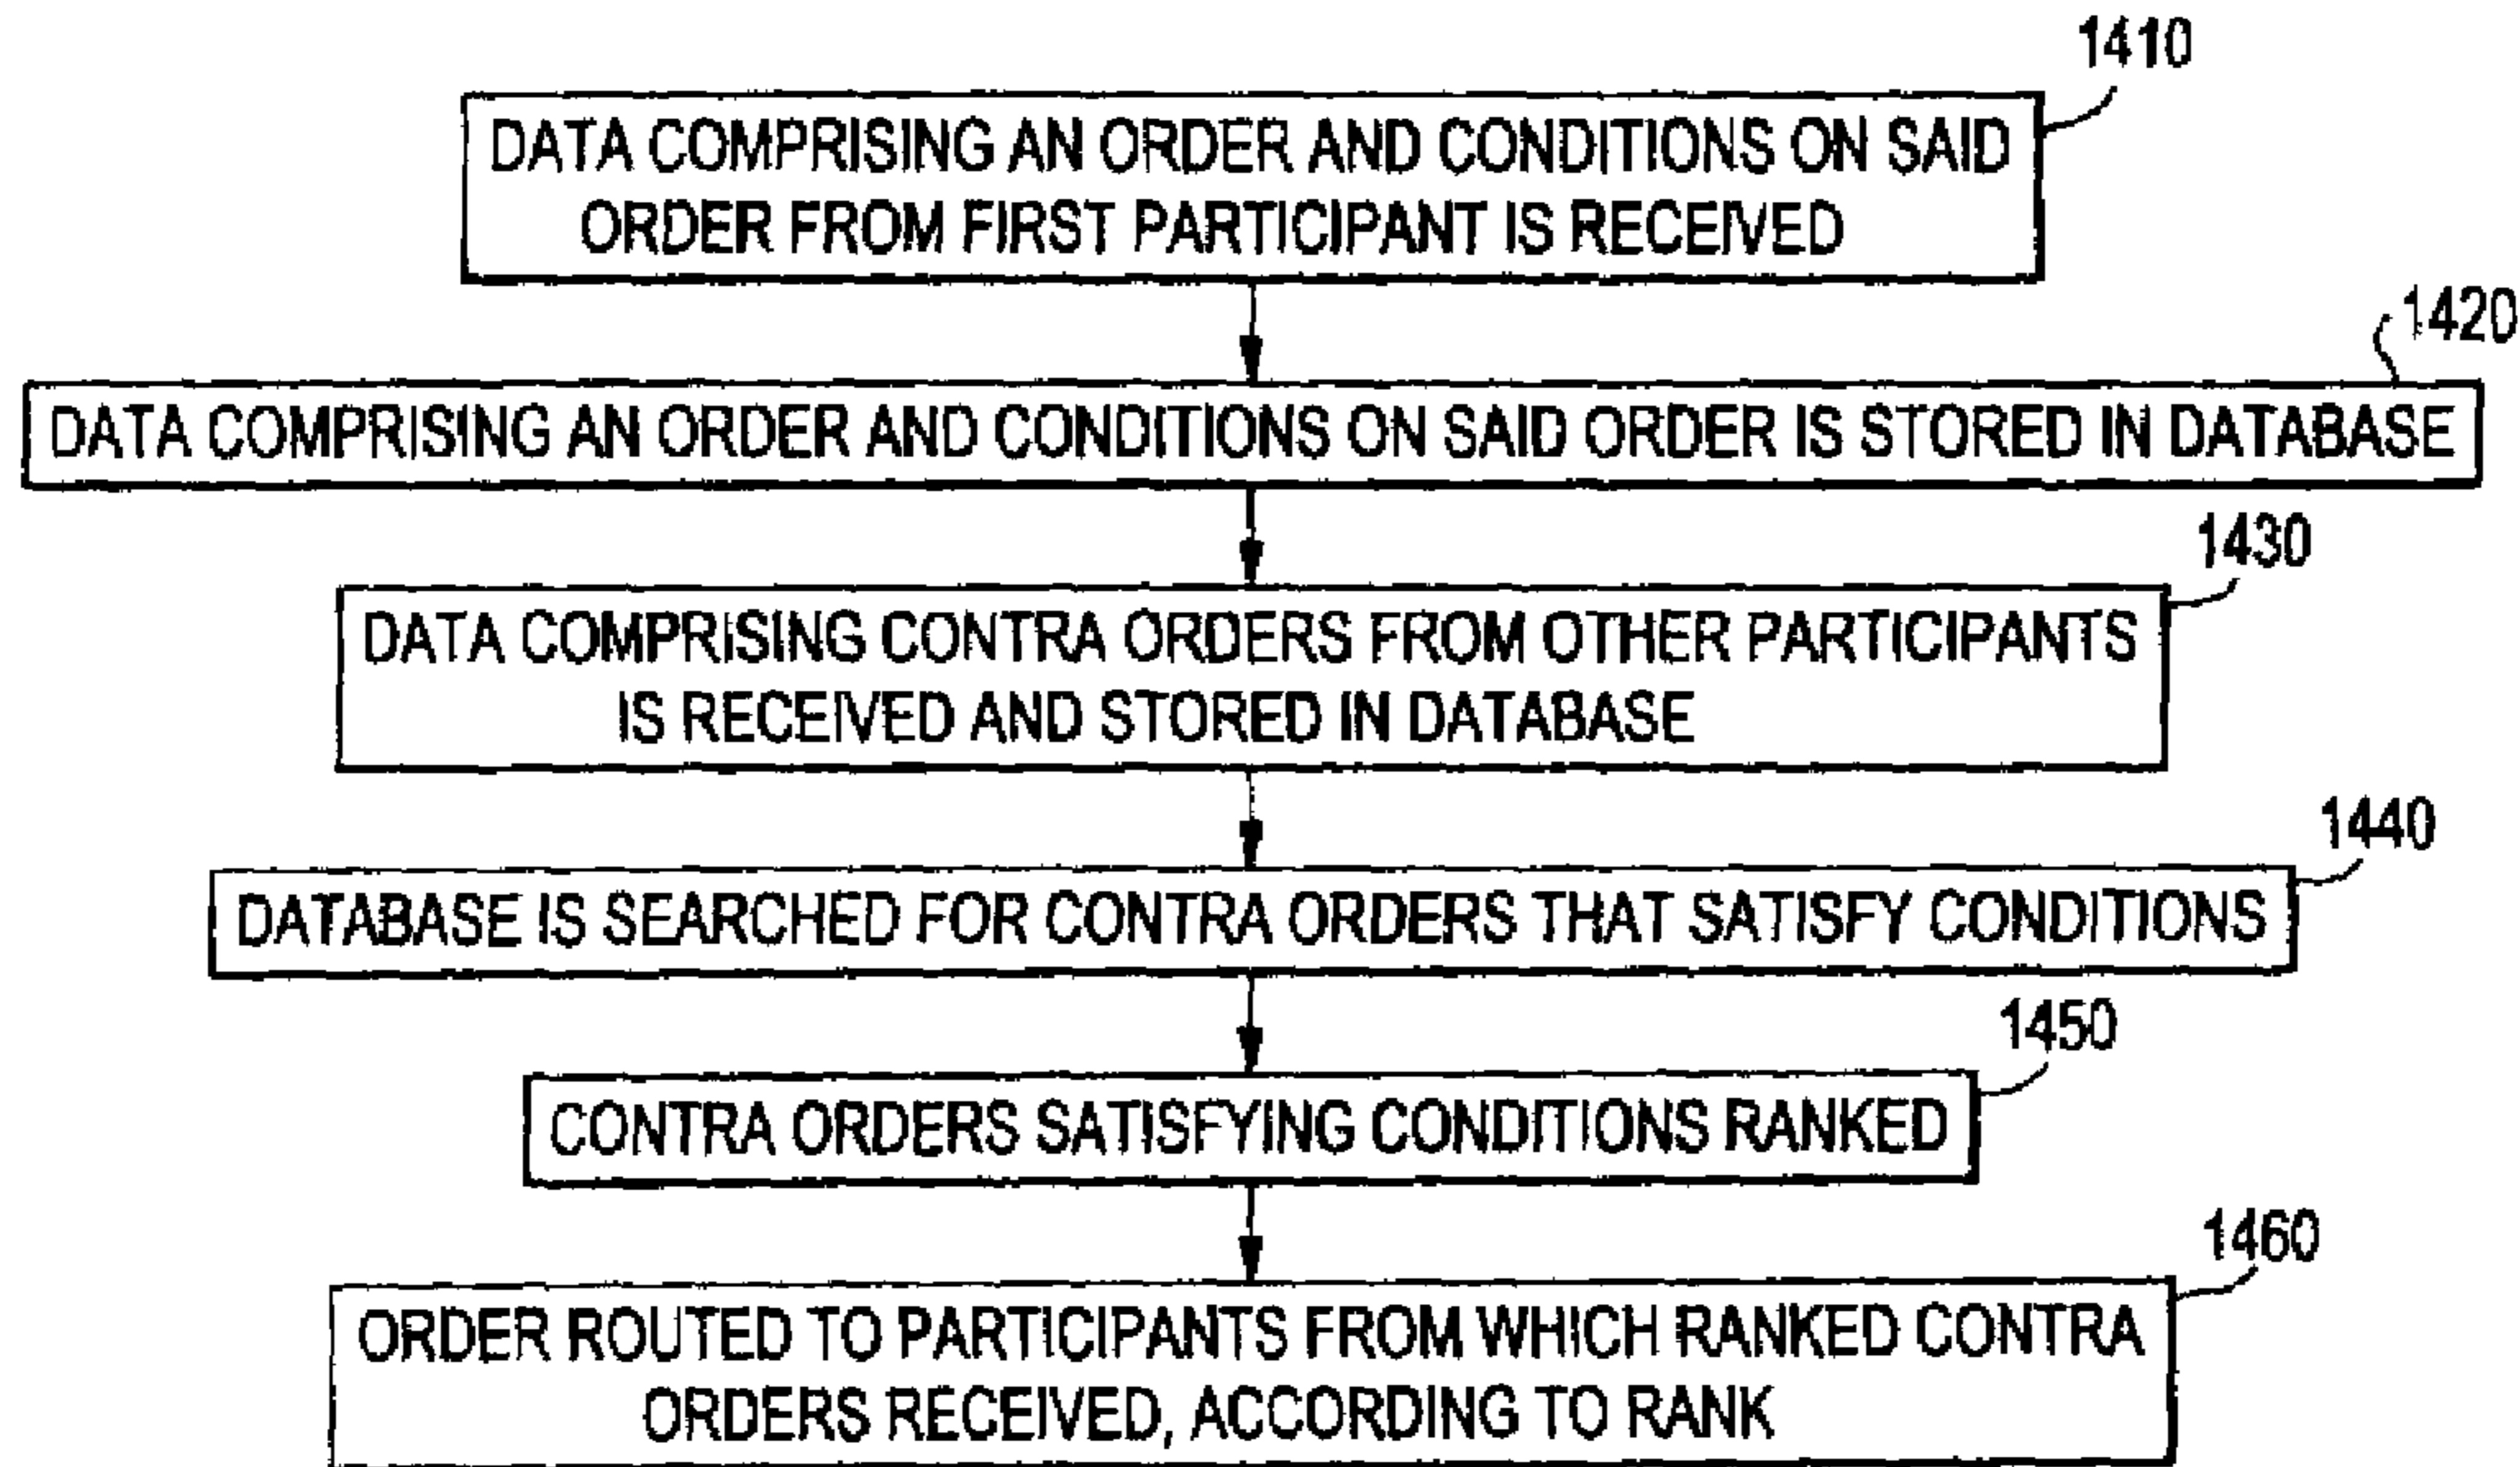 1410
DATA COMPRISING AN ORDER AND CONDITIONS ON SAID
ORDER FROM FIRST PARTICIPANT IS RECEIVED
1420
DATA COMPRISING AN ORDER AND CONDITIONS ON SAID ORDER IS STORED IN DATABASE
1430
DATA COMPRISING CONTRA ORDERS FROM OTHER PARTICIPANTS
IS RECEIVED AND STORED IN DATABASE
1440
DATABASE IS SEARCHED FOR CONTRA ORDERS THAT SATISFY CONDITIONS
1450
CONTRA ORDERS SATISFYING CONDITIONS RANKED
1460
ORDER ROUTED TO PARTICIPANTS FROM WHICH RANKED CONTRA
ORDERS RECEIVED, ACCORDING TO RANK